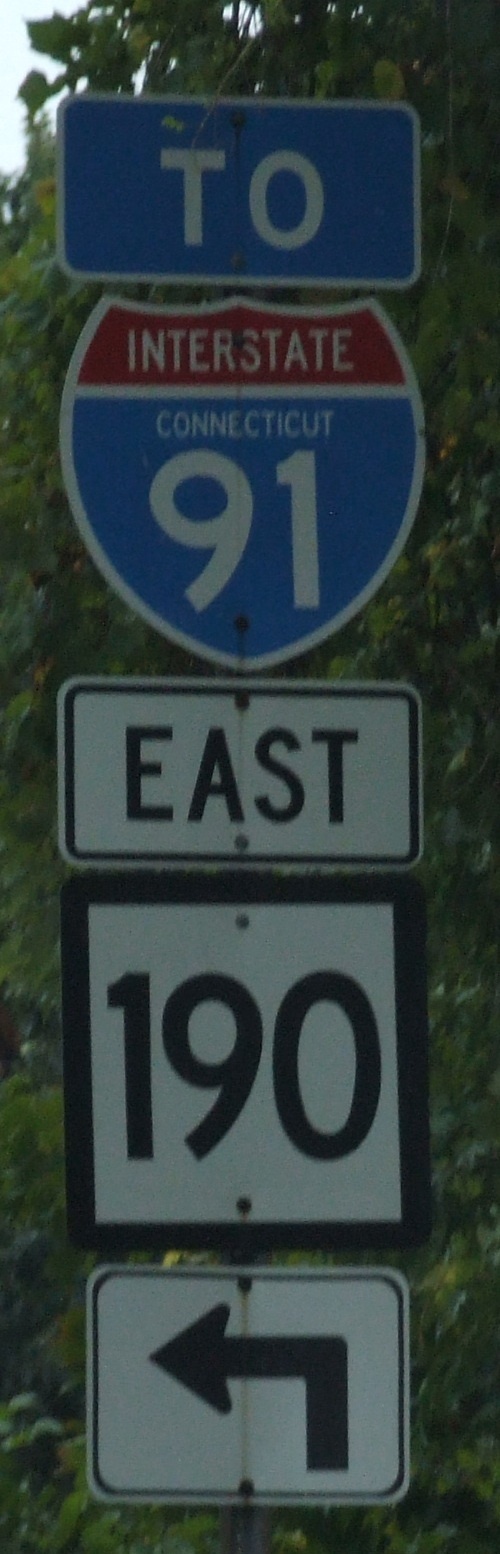 TO
INTERSTATE
CONNECTICUT
91
EAST
190